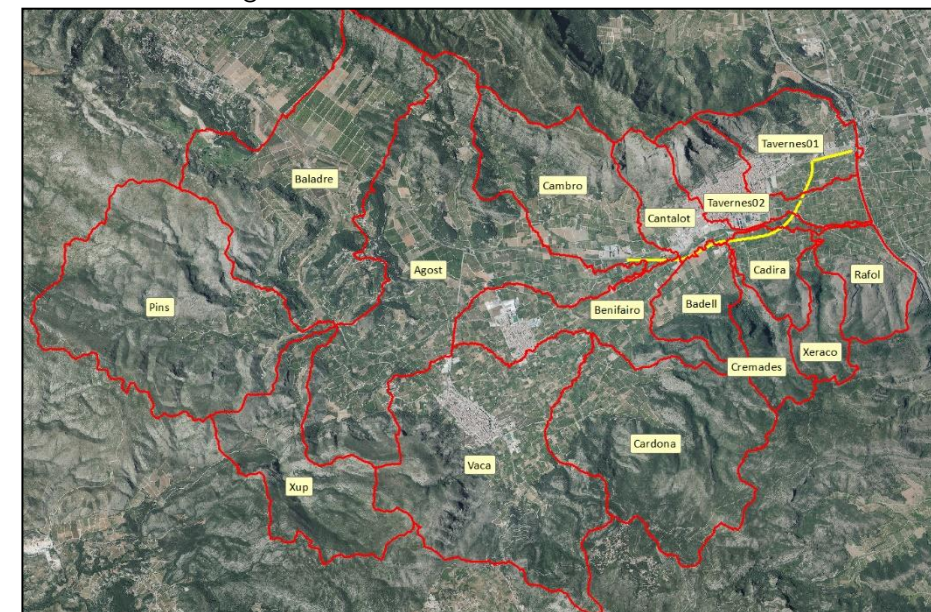 Tavernes01
Baladre
Cambro
Tavernes02
Cantalot
Agost
Cadira
Rafol
Pins
Benifairo
Badell
Xeraco
Cremades
Cardona
Vaca
Xup